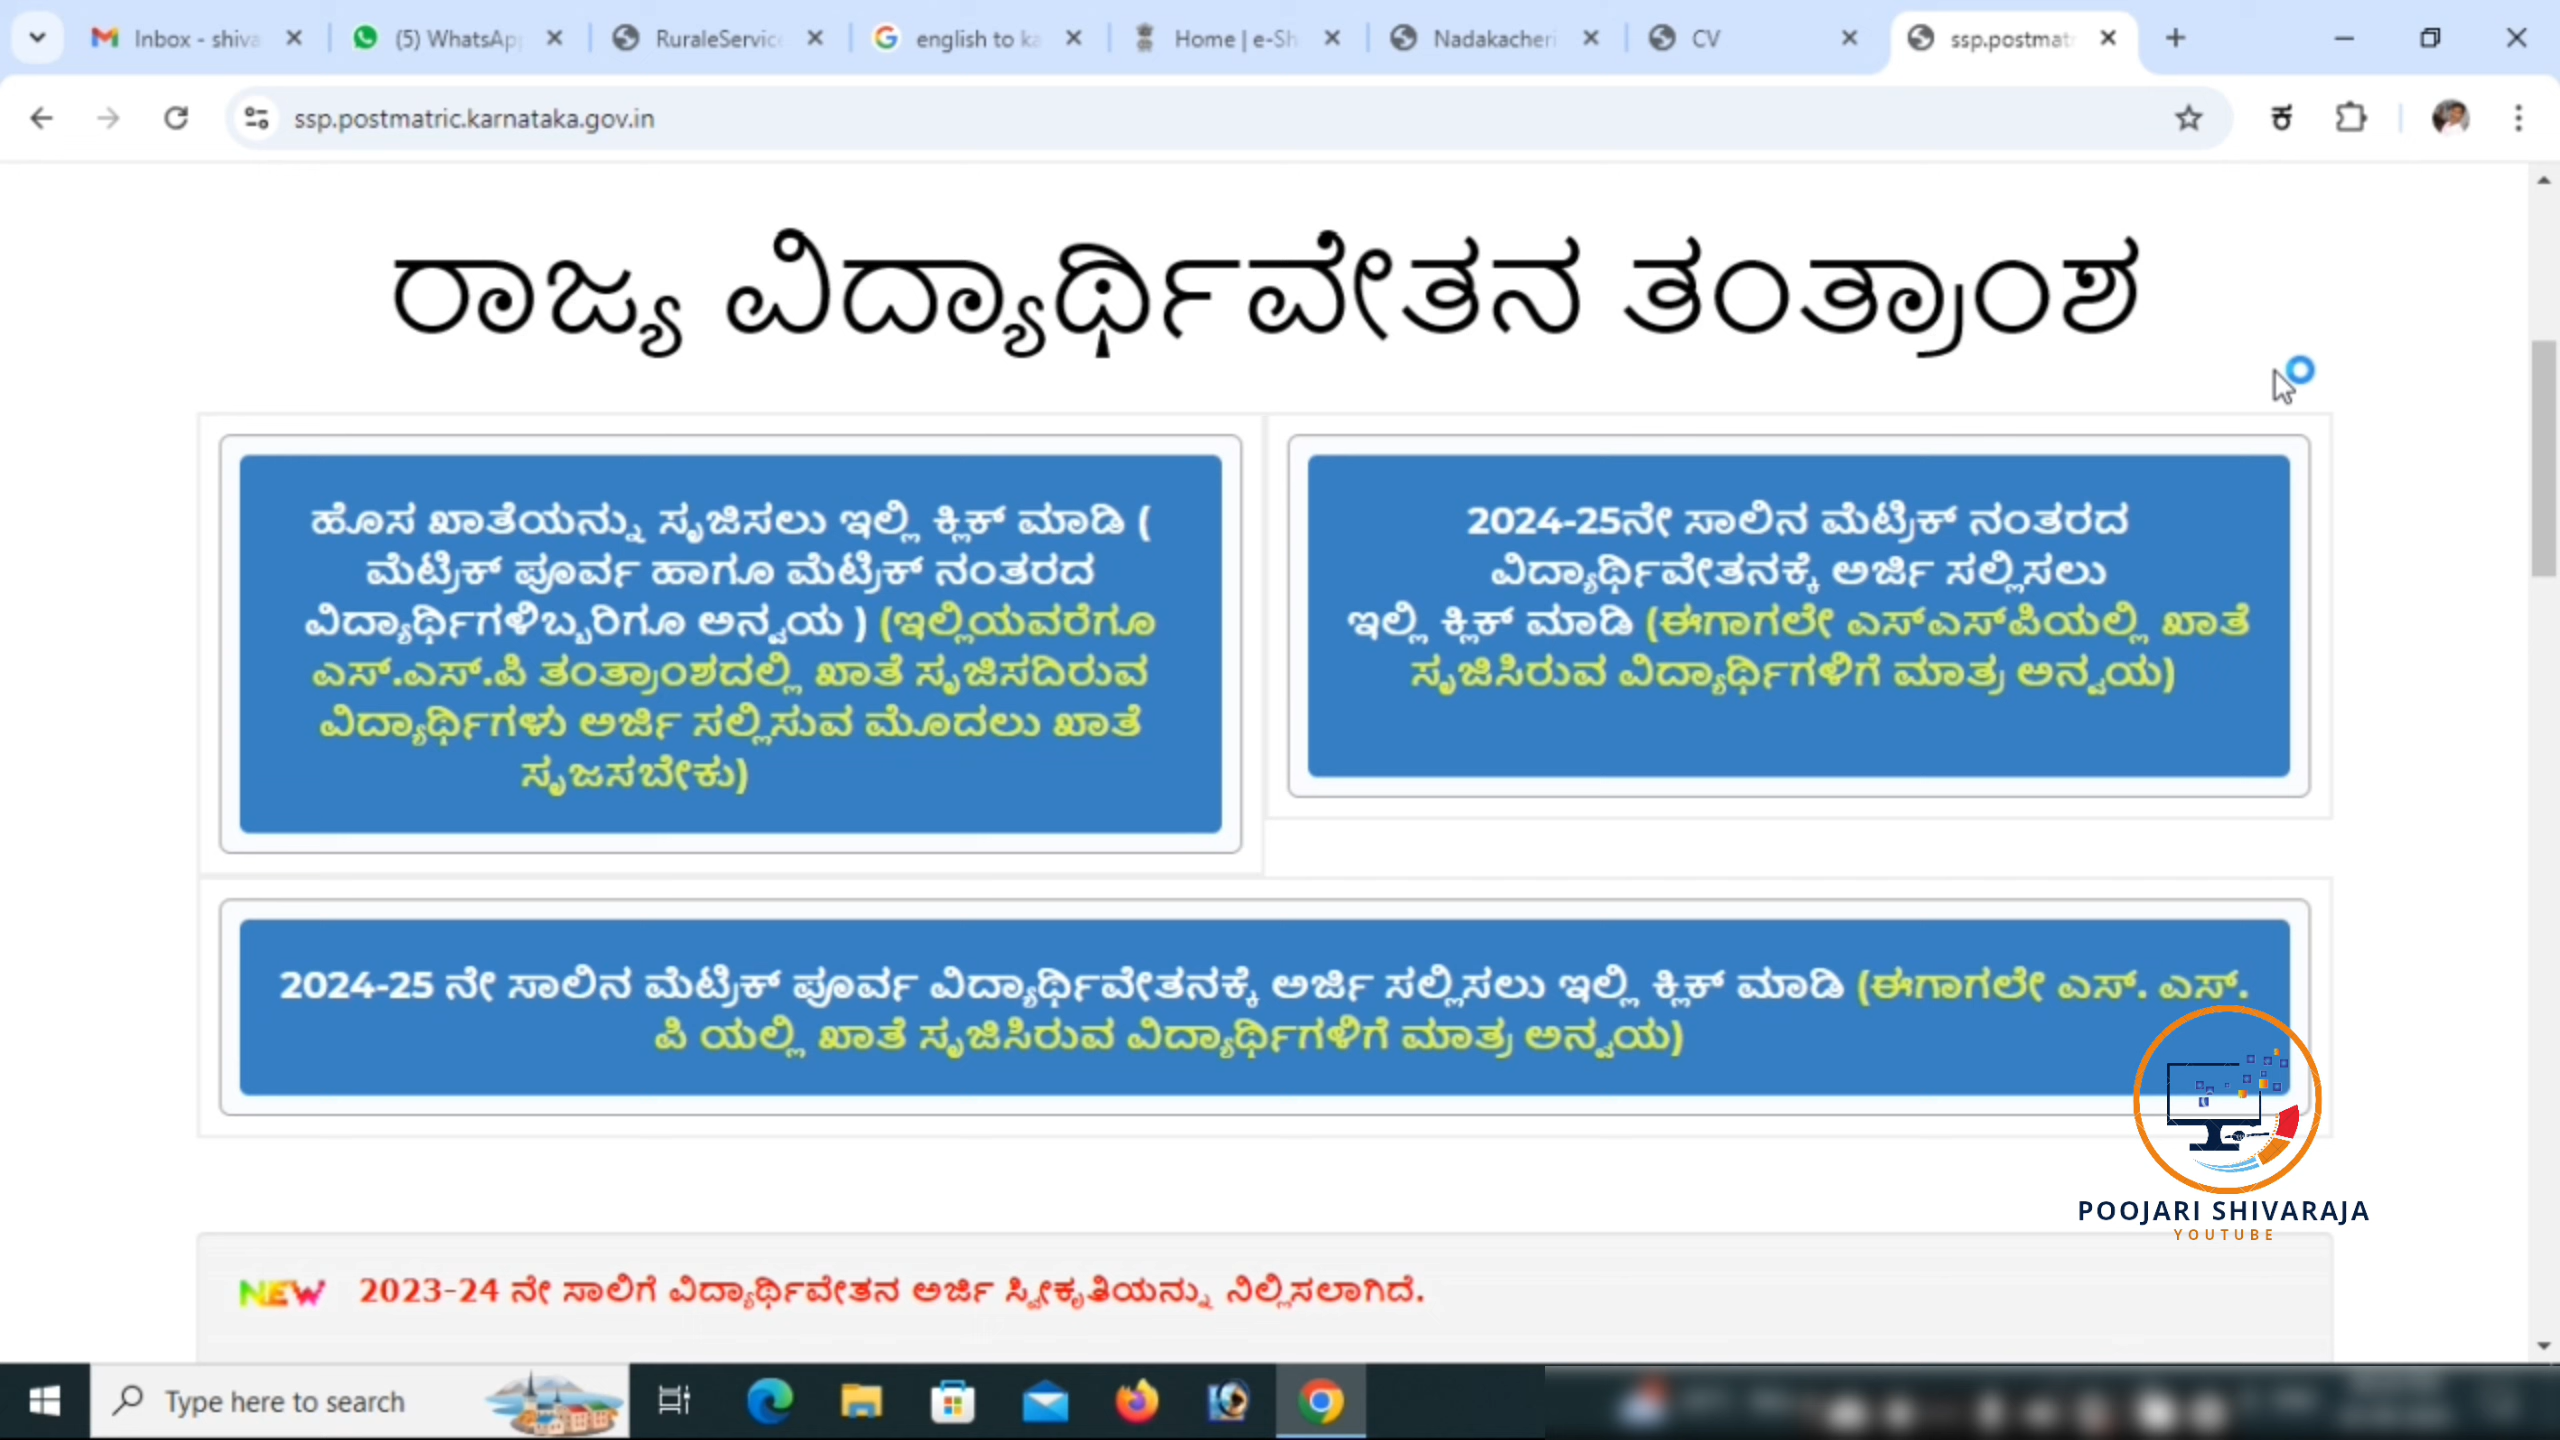 Inbox - shiva
(5) WhatsAp
RuraleServic
english to ka
Home | e-Sh
Nadakacheri
CV
ssp.postmat
ssp.postmatric.karnataka.gov.in
ಕ
ರಾಜ್ಯ ವಿದ್ಯಾರ್ಥಿವೇತನ ತಂತ್ರಾಂಶ
ಹೊಸ ಖಾತೆಯನ್ನು ಸೃಜಿಸಲು ಇಲ್ಲಿ ಕ್ಲಿಕ್ ಮಾಡಿ (
ಮೆಟ್ರಿಕ್ ಪೂರ್ವ ಹಾಗೂ ಮೆಟ್ರಿಕ್ ನಂತರದ
ವಿದ್ಯಾರ್ಥಿಗಳಿಬ್ಬರಿಗೂ ಅನ್ವಯ ) (ಇಲ್ಲಿಯವರೆಗೂ
ಎಸ್.ಎಸ್.ಪಿ ತಂತ್ರಾಂಶದಲ್ಲಿ ಖಾತೆ ಸೃಜಿಸದಿರುವ
ವಿದ್ಯಾರ್ಥಿಗಳು ಅರ್ಜಿ ಸಲ್ಲಿಸುವ ಮೊದಲು ಖಾತೆ
ಸೃಜಸಬೇಕು)
2024-25ನೇ ಸಾಲಿನ ಮೆಟ್ರಿಕ್ ನಂತರದ
ವಿದ್ಯಾರ್ಥಿವೇತನಕ್ಕೆ ಅರ್ಜಿ ಸಲ್ಲಿಸಲು
ಇಲ್ಲಿ ಕ್ಲಿಕ್ ಮಾಡಿ (ಈಗಾಗಲೇ ಎಸ್ಎಸ್ಪಿಯಲ್ಲಿ ಖಾತೆ
ಸೃಜಿಸಿರುವ ವಿದ್ಯಾರ್ಥಿಗಳಿಗೆ ಮಾತ್ರ ಅನ್ವಯ)
2024-25 ನೇ ಸಾಲಿನ ಮೆಟ್ರಿಕ್ ಪೂರ್ವ ವಿದ್ಯಾರ್ಥಿವೇತನಕ್ಕೆ ಅರ್ಜಿ ಸಲ್ಲಿಸಲು ಇಲ್ಲಿ ಕ್ಲಿಕ್ ಮಾಡಿ (ಈಗಾಗಲೇ ಎಸ್. ಎಸ್.
ಪಿ ಯಲ್ಲಿ ಖಾತೆ ಸೃಜಿಸಿರುವ ವಿದ್ಯಾರ್ಥಿಗಳಿಗೆ ಮಾತ್ರ ಅನ್ವಯ)
POOJARI SHIVARAJA
YOUTUBE
NEW 2023-24 ನೇ ಸಾಲಿಗೆ ವಿದ್ಯಾರ್ಥಿವೇತನ ಅರ್ಜಿ ಸ್ವೀಕೃತಿಯನ್ನು ನಿಲ್ಲಿಸಲಾಗಿದೆ.
Type here to search